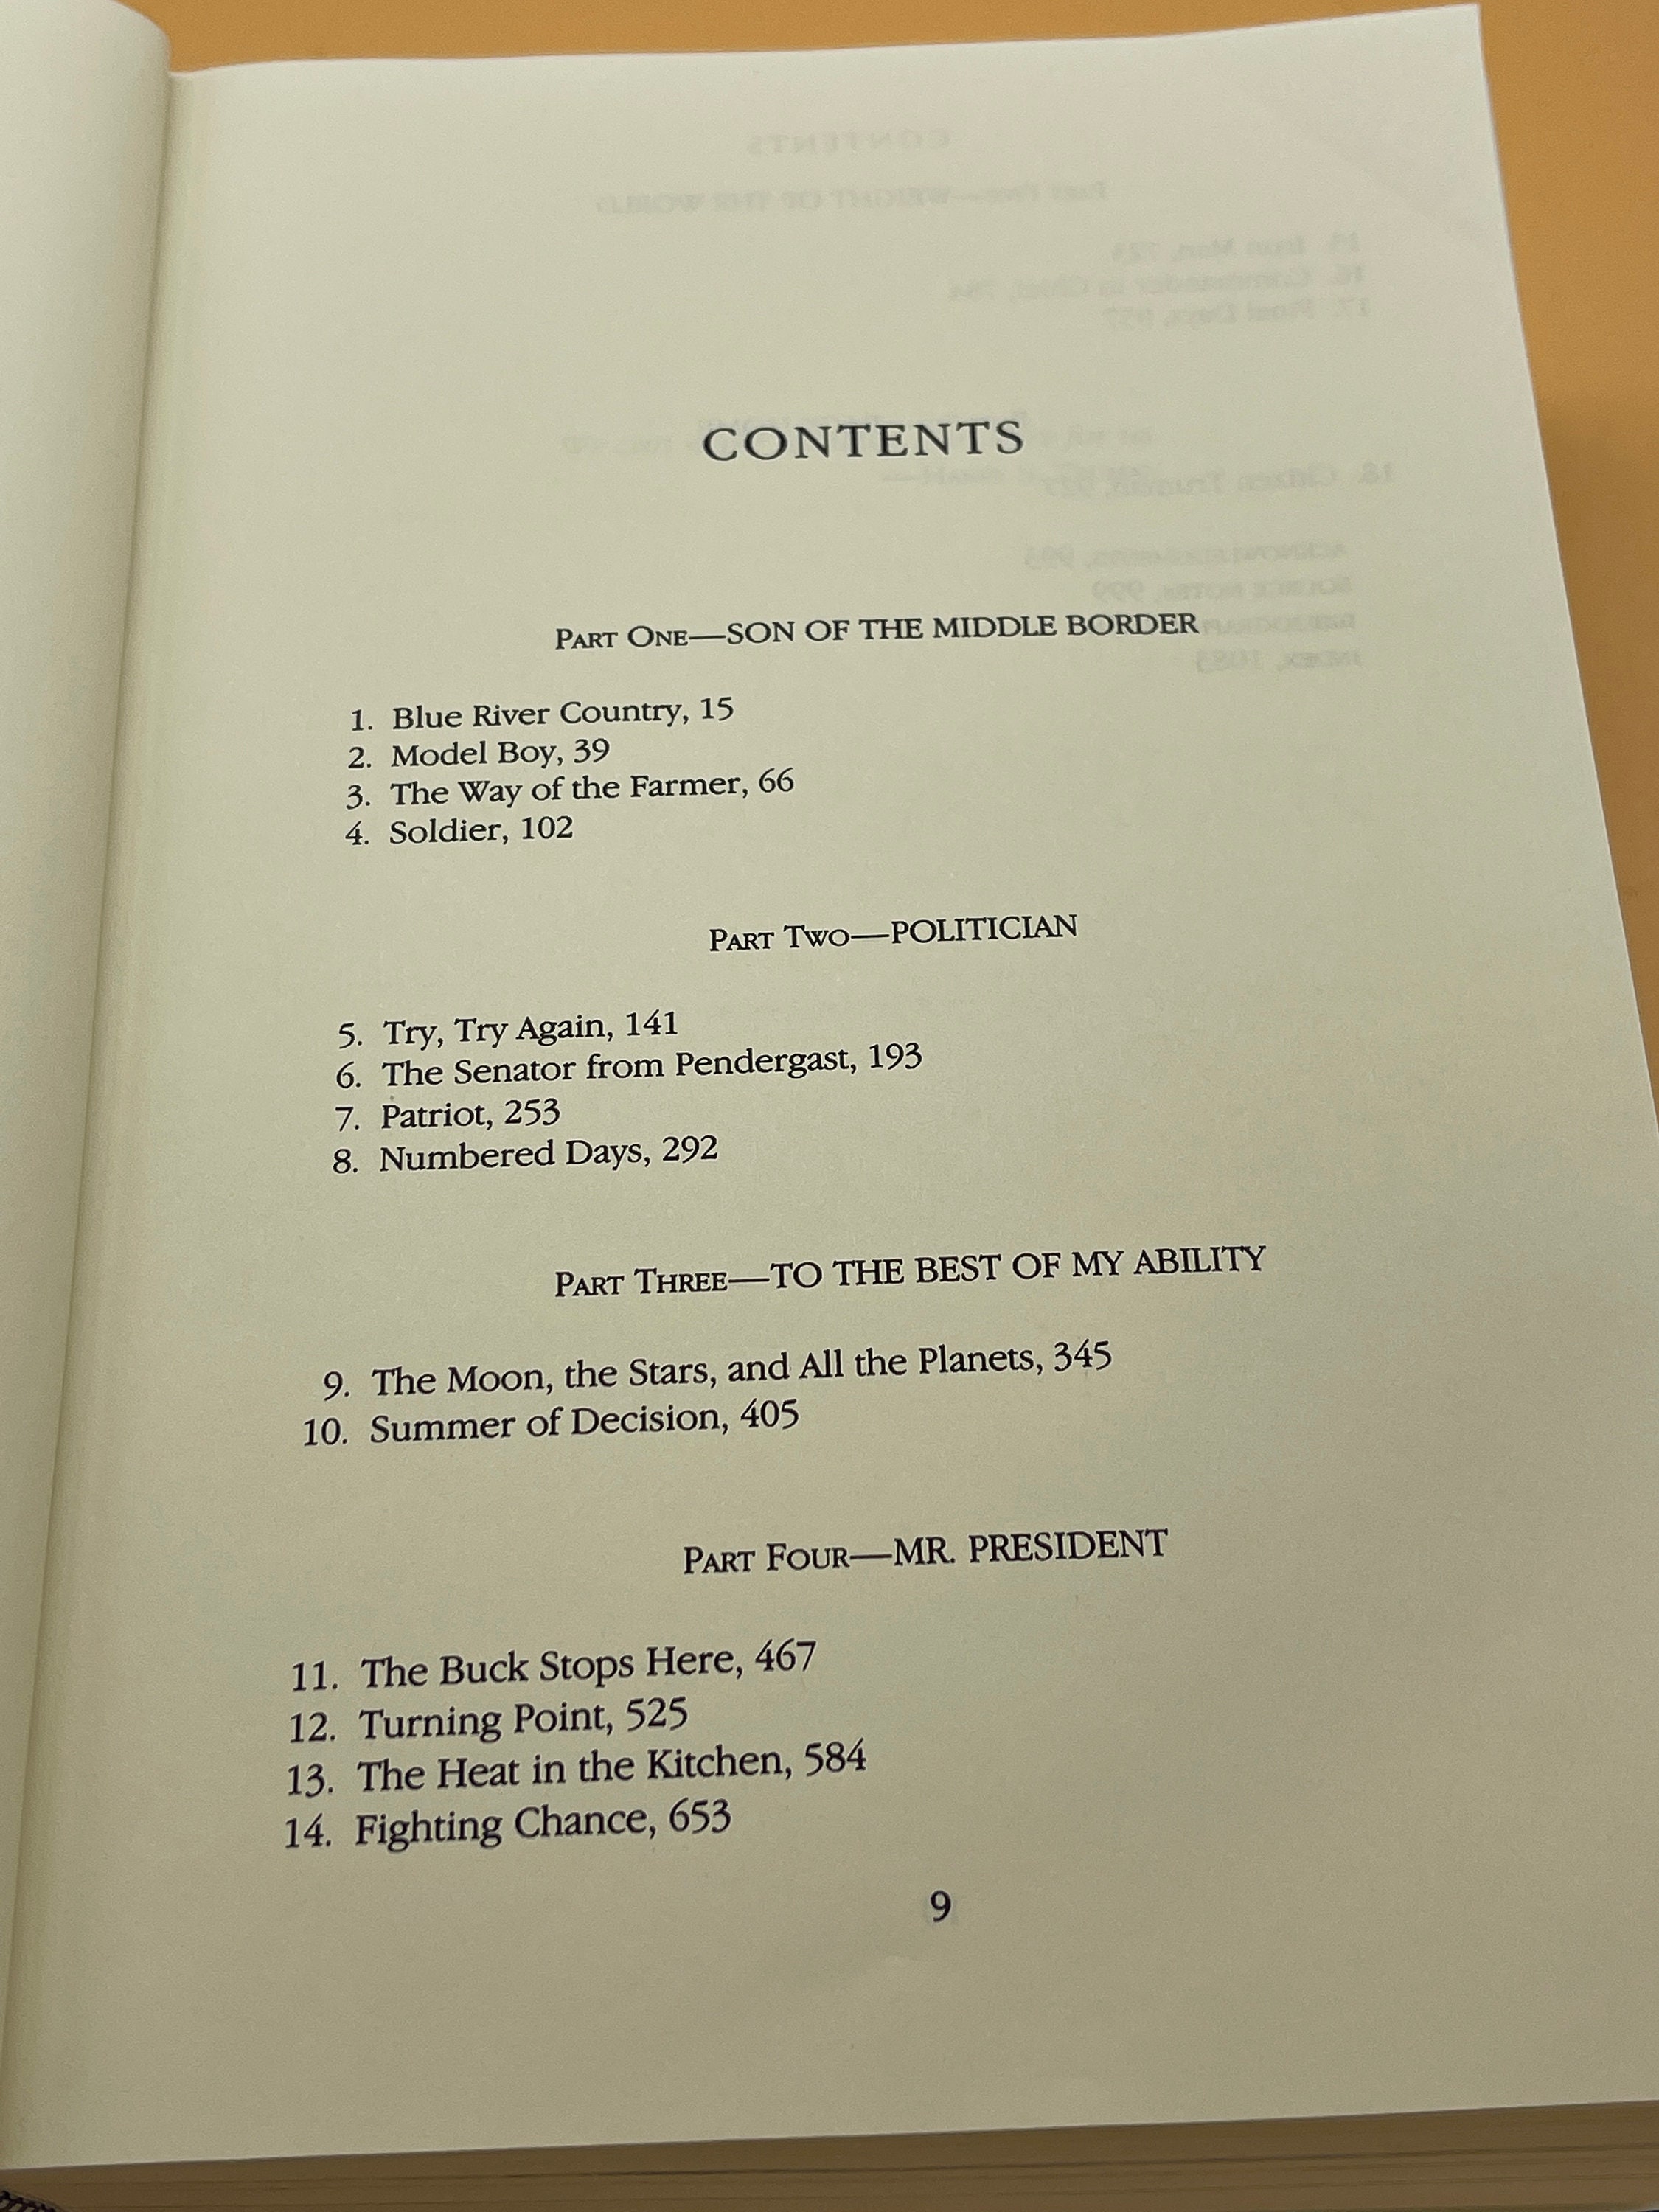 CONTENTS
PART ONE—SON OF THE MIDDLE BORDER
1. Blue River Country, 15
2. Model Boy, 39
3. The Way of the Farmer, 66
4. Soldier, 102
PART TWO—POLITICIAN
5. Try, Try Again, 141
6. The Senator from Pendergast, 193
7. Patriot, 253
8. Numbered Days, 292
PART THREE—TO THE BEST OF MY ABILITY
9. The Moon, the Stars, and All the Planets, 345
10. Summer of Decision, 405
PART FOUR—MR. PRESIDENT
11. The Buck Stops Here, 467
12. Turning Point, 525
13. The Heat in the Kitchen, 584
14. Fighting Chance, 653
9